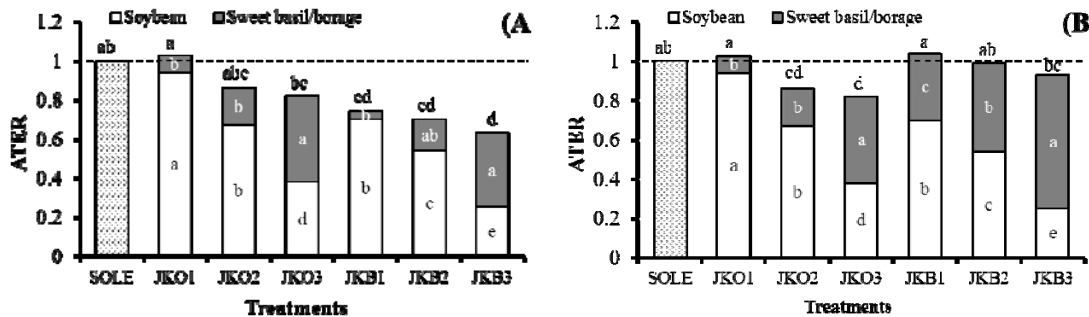 Soybean Sweet basil/borage (A
1.2
1
0.8
0.6
0.4
0.2
0
ATER
ab a abc bc cd cd d
b b a b ab a
a b d b c e
SOLE JKO1 JKO2 JKO3 JKB1 JKB2 JKB3
Treatments
Soybean Sweet basil/borage (B
1.2
1
0.8
0.6
0.4
0.2
0
ATER
ab a cd d a ab bc
b b a c b a
a b d b c e
SOLE JKO1 JKO2 JKO3 JKB1 JKB2 JKB3
Treatments